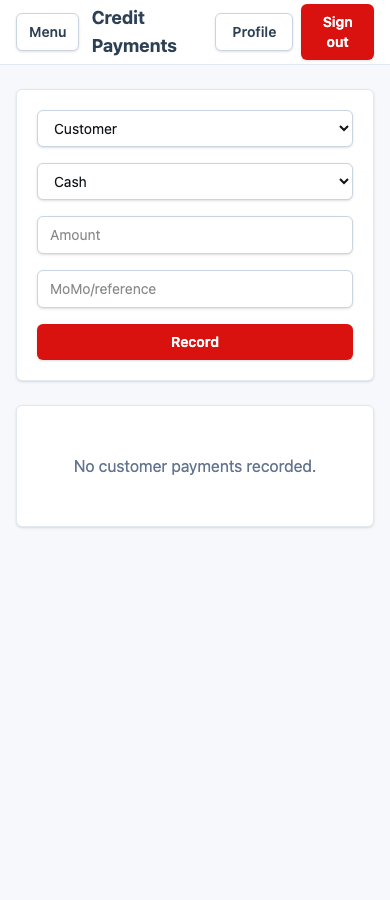 Menu
Credit
Payments
Profile
Sign
out
Customer
Cash
Amount
MoMo/reference
Record
No customer payments recorded.